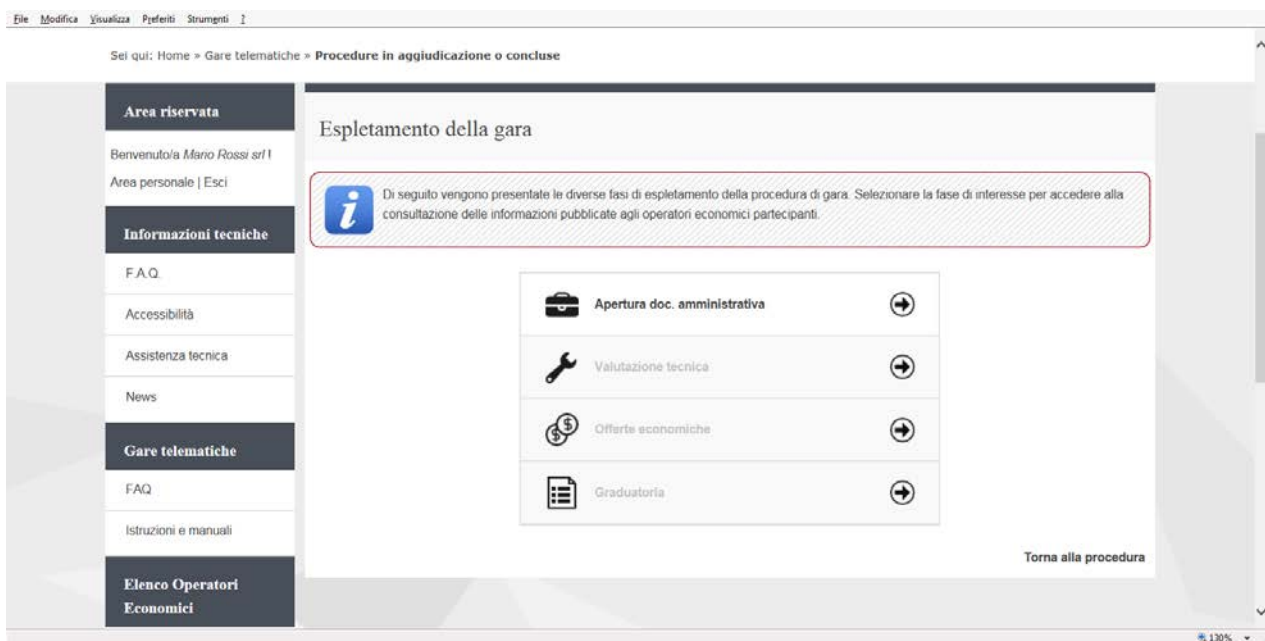 File Modifica Visualizza Preferiti Strumenti ?
Sei qui: Home » Gare telematiche » Procedure in aggiudicazione o concluse
Area riservata
Benvenuto/a Mario Rossi srl !
Area personale | Esci
Informazioni tecniche
F.A.Q.
Accessibilità
Assistenza tecnica
News
Gare telematiche
FAQ
Istruzioni e manuali
Elenco Operatori
Economici
Espletamento della gara
Di seguito vengono presentate le diverse fasi di espletamento della procedura di gara. Selezionare la fase di interesse per accedere alla
consultazione delle informazioni pubblicate agli operatori economici partecipanti.
Apertura doc. amministrativa
Valutazione tecnica
Offerte economiche
Graduatoria
Torna alla procedura
130%